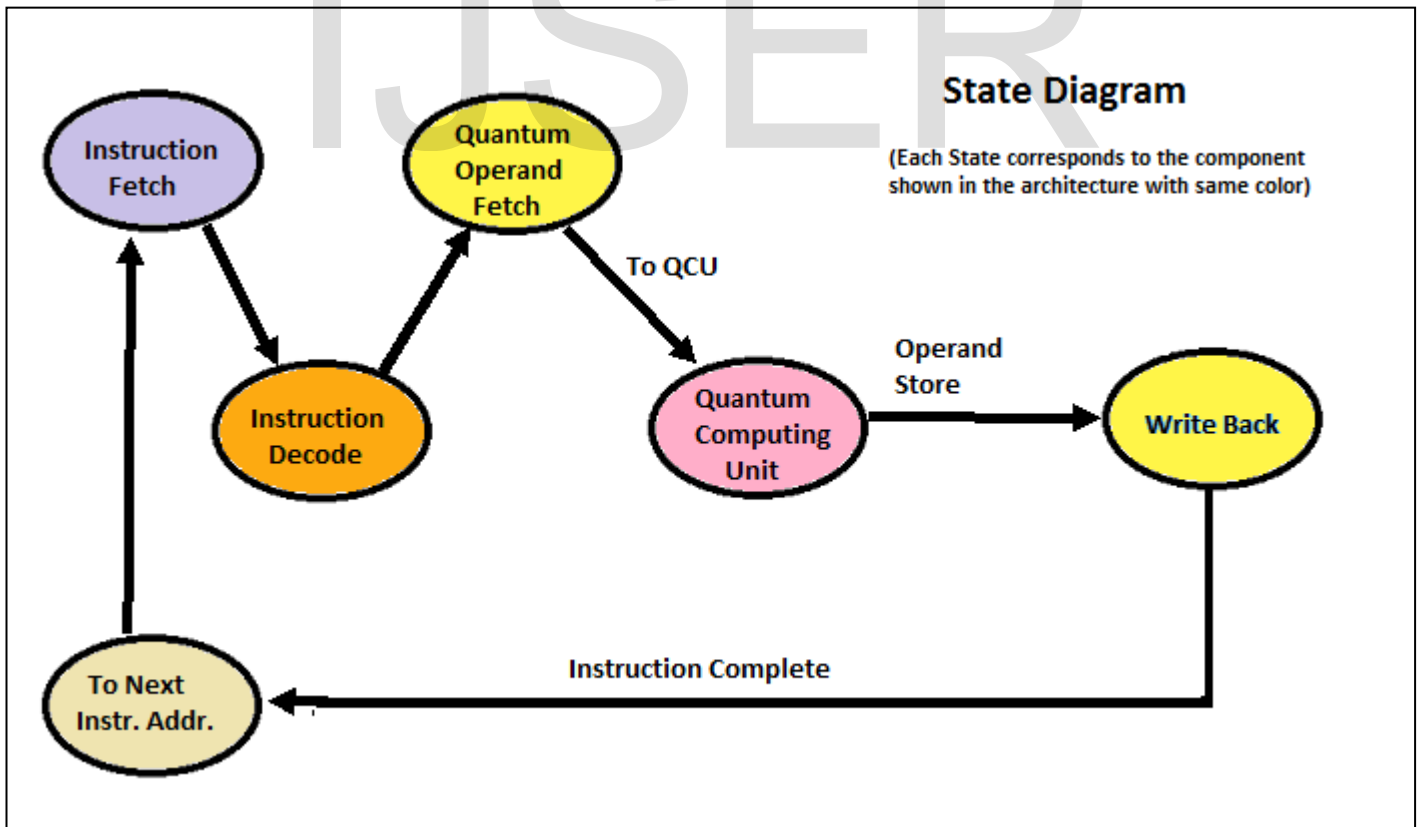 IJSER
State Diagram
(Each State corresponds to the component
shown in the architecture with same color)
Instruction
Fetch
Quantum
Operand
Fetch
To QCU
Instruction
Decode
Quantum
Computing
Unit
Operand
Store
Write Back
Instruction Complete
To Next
Instr. Addr.